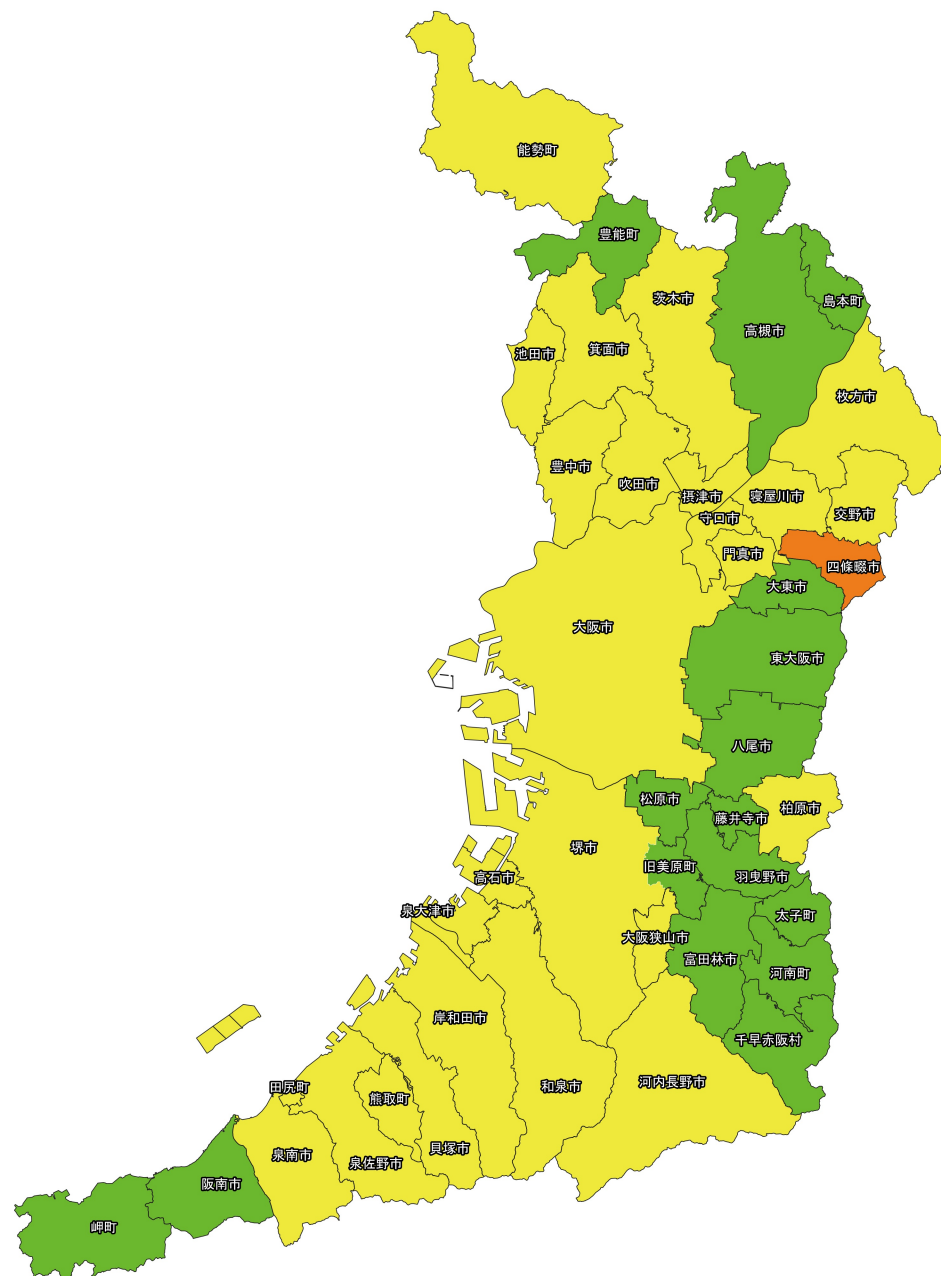 能勢町
豊能町
茨木市
島本町
高槻市
池田市
箕面市
枚方市
豊中市
吹田市
摂津市
寝屋川市
守口市
交野市
門真市
四條畷市
大東市
大阪市
東大阪市
八尾市
松原市
柏原市
藤井寺市
堺市
旧美原町
高石市
羽曳野市
泉大津市
太子町
大阪狭山市
富田林市
河南町
岸和田市
千早赤阪村
田尻町
熊取町
和泉市
河内長野市
貝塚市
泉南市
泉佐野市
阪南市
岬町